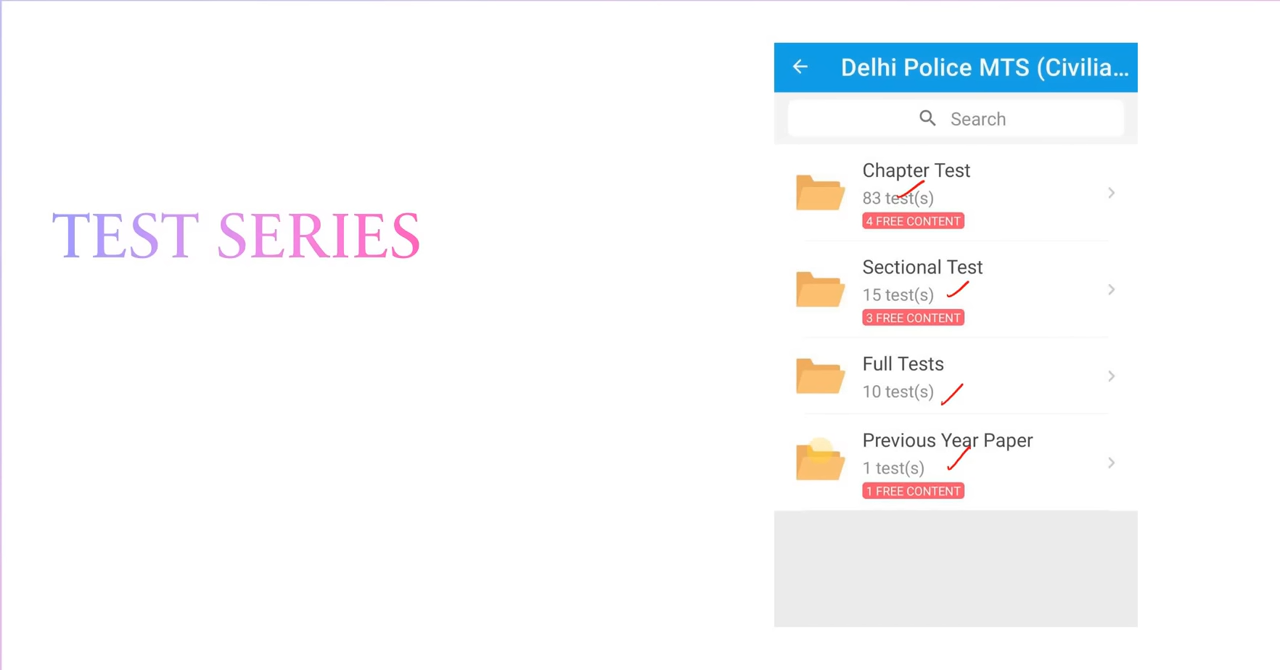 TEST SERIES
Delhi Police MTS (Civilia...
Search
Chapter Test
83 test(s)
4 FREE CONTENT
Sectional Test
15 test(s)
3 FREE CONTENT
Full Tests
10 test(s)
Previous Year Paper
1 test(s)
1 FREE CONTENT